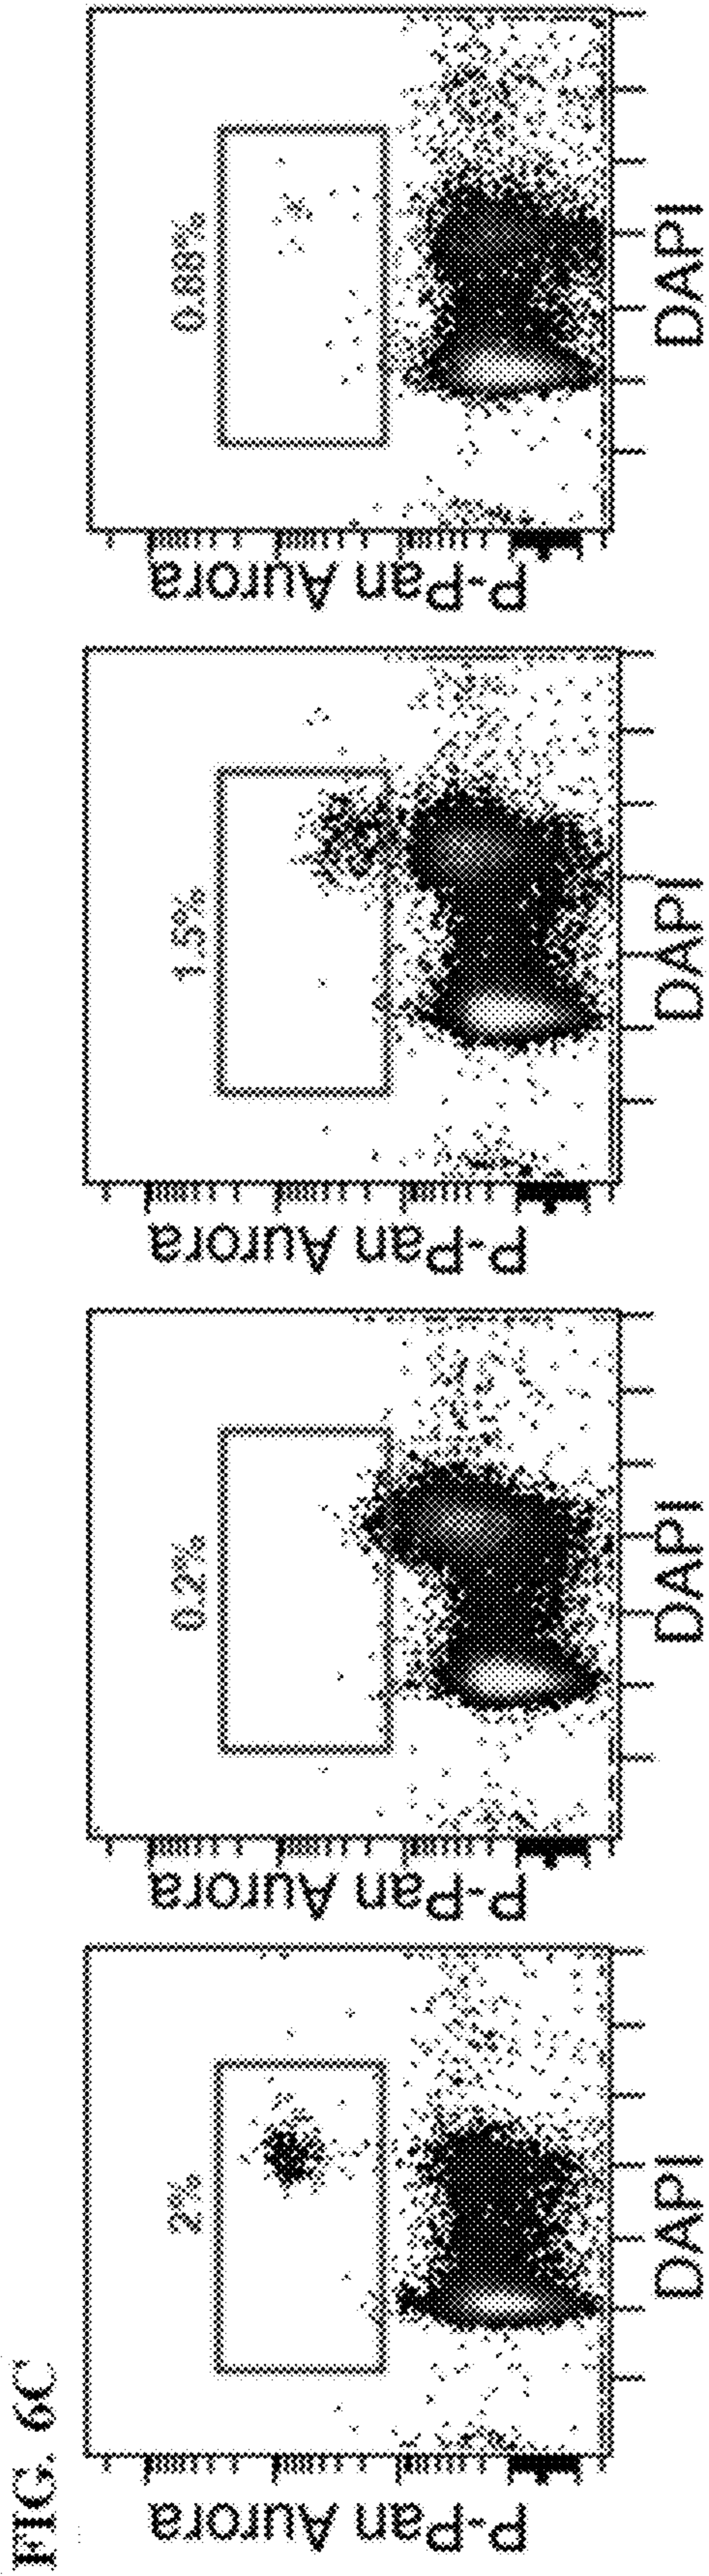 FIG. 6C
2%
P-Pan Aurora
DAPI
0.2%
P-Pan Aurora
DAPI
1.5%
P-Pan Aurora
DAPI
0.88%
P-Pan Aurora
DAPI